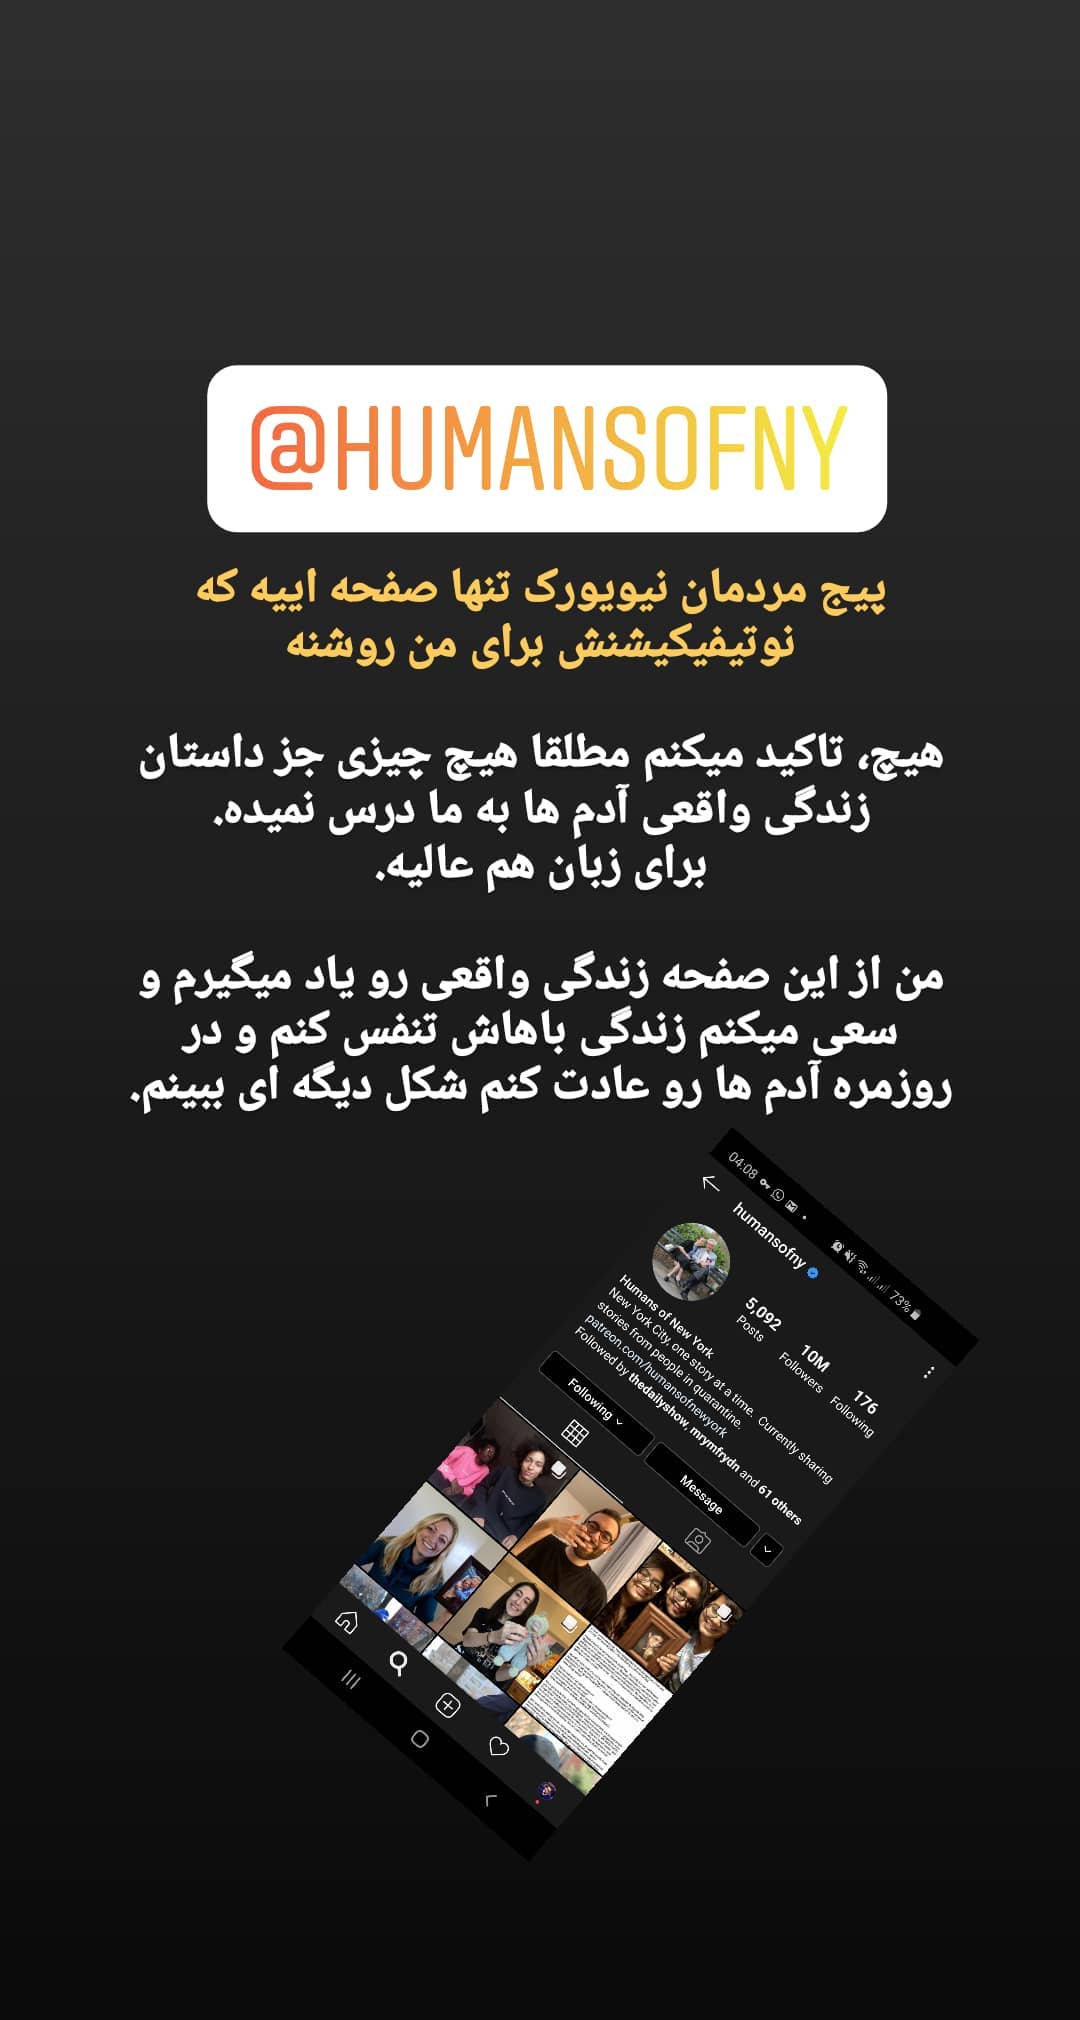 @HUMANSOFNY
پیج مردمان نیویورک تنها صفحه اییه که
نوتیفیکیشنش برای من روشنه
هیچ، تاکید میکنم مطلقا هیچ چیزی جز داستان
زندگی واقعی آدم ها به ما درس نمیده.
برای زبان هم عالیه.
من از این صفحه زندگی واقعی رو یاد میگیرم و
سعی میکنم زندگی باهاش تنفس کنم و در
روزمره آدم ها رو عادت کنم شکل دیگه ای ببینم.
04:08
73%
humansofny
5,092
Posts
10M
Followers
176
Following
Humans of New York
New York City, one story at a time. Currently sharing
stories from people in quarantine.
patreon.com/humansofnewyork
Followed by thedailyshow, mrymfrydn and 61 others
Following
Message